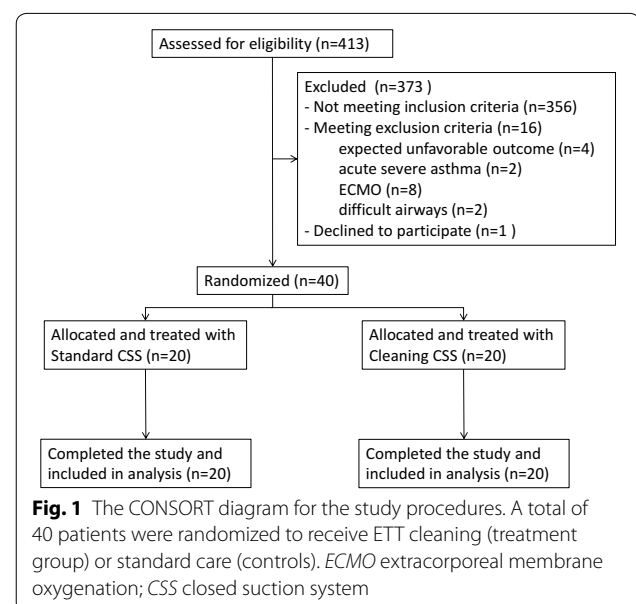 Assessed for eligibility (n=413)
Excluded (n=373 )
- Not meeting inclusion criteria (n=356)
- Meeting exclusion criteria (n=16)
expected unfavorable outcome (n=4)
acute severe asthma (n=2)
ECMO (n=8)
difficult airways (n=2)
- Declined to participate (n=1 )
Randomized (n=40)
Allocated and treated with
Standard CSS (n=20)
Allocated and treated with
Cleaning CSS (n=20)
Completed the study and
included in analysis (n=20)
Completed the study and
included in analysis (n=20)
Fig. 1 The CONSORT diagram for the study procedures. A total of
40 patients were randomized to receive ETT cleaning (treatment
group) or standard care (controls). ECMO extracorporeal membrane
oxygenation; CSS closed suction system